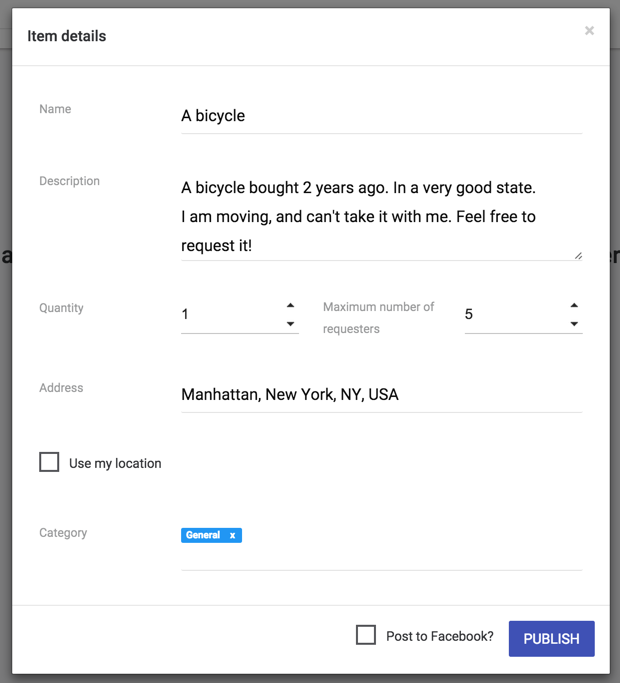 Item details
×
Name
A bicycle
Description
A bicycle bought 2 years ago. In a very good state.
I am moving, and can't take it with me. Feel free to
request it!
Quantity
1
Maximum number of
requesters
5
Address
Manhattan, New York, NY, USA
Use my location
Category
General x
Post to Facebook?
PUBLISH
a
er